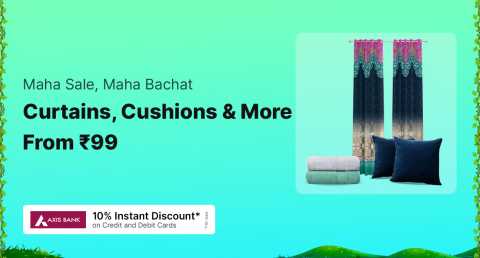 Maha Sale, Maha Bachat
Curtains, Cushions & More
From ₹99
AXIS BANK
10% Instant Discount*
on Credit and Debit Cards